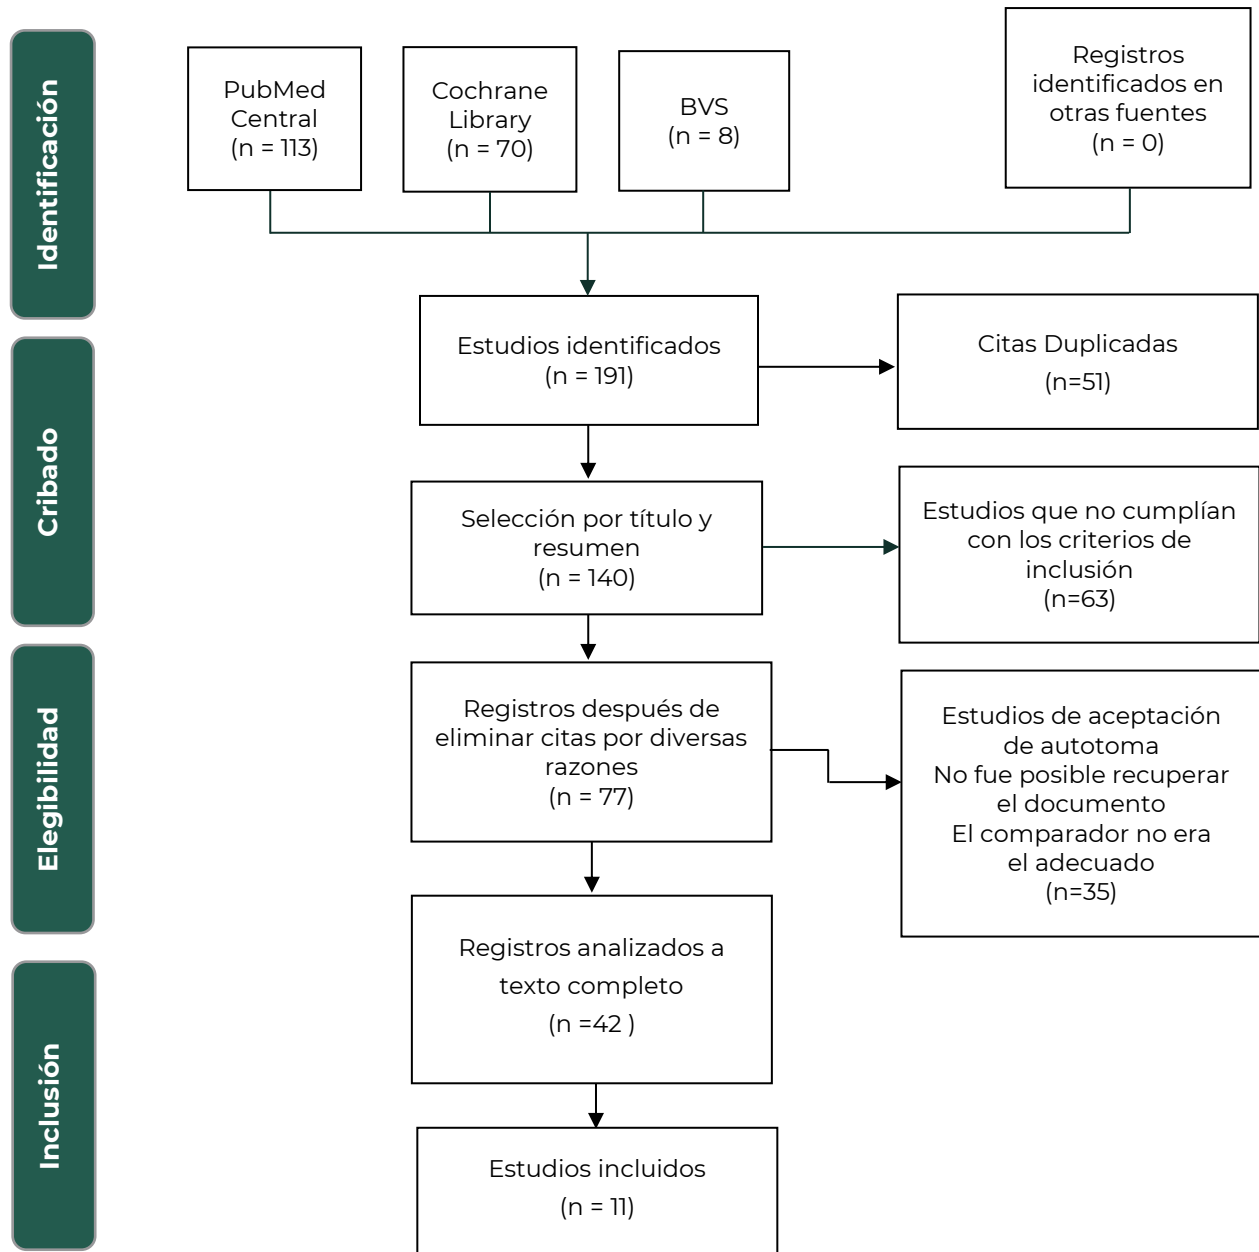 Identificación
PubMed
Central
(n = 113)
Cochrane
Library
(n = 70)
BVS
(n = 8)
Registros
identificados en
otras fuentes
(n = 0)
Estudios identificados
(n = 191)
Citas Duplicadas
(n=51)
Cribado
Selección por título y
resumen
(n = 140)
Estudios que no cumplían
con los criterios de
inclusión
(n=63)
Elegibilidad
Registros después de
eliminar citas por diversas
razones
(n = 77)
Estudios de aceptación
de autotoma
No fue posible recuperar
el documento
El comparador no era
el adecuado
(n=35)
Registros analizados a
texto completo
(n =42 )
Inclusión
Estudios incluidos
(n = 11)